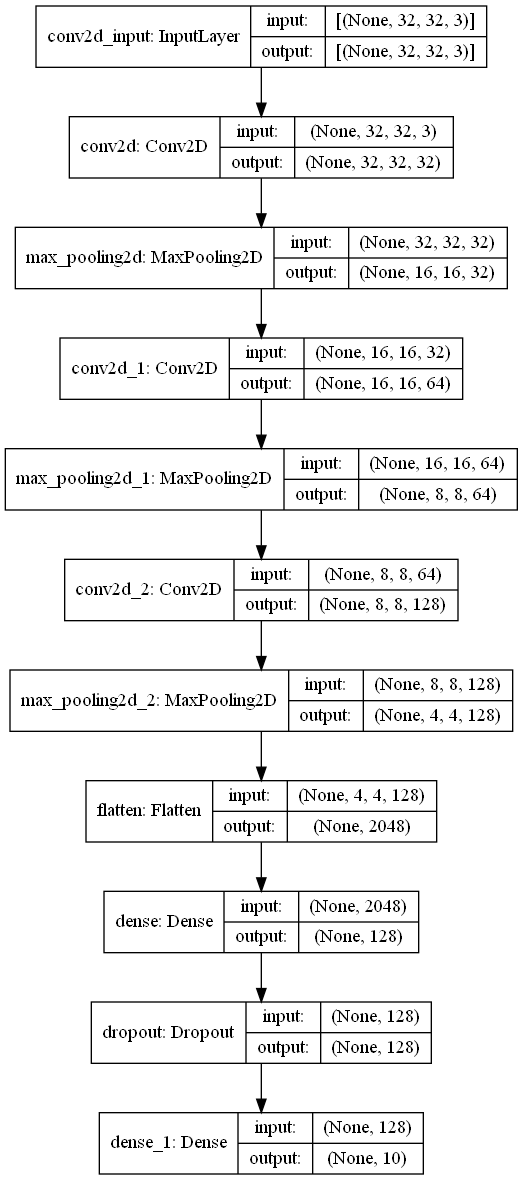 conv2d_input: InputLayer
input: [(None, 32, 32, 3)]
output: [(None, 32, 32, 3)]
conv2d: Conv2D
input: (None, 32, 32, 3)
output: (None, 32, 32, 32)
max_pooling2d: MaxPooling2D
input: (None, 32, 32, 32)
output: (None, 16, 16, 32)
conv2d_1: Conv2D
input: (None, 16, 16, 32)
output: (None, 16, 16, 64)
max_pooling2d_1: MaxPooling2D
input: (None, 16, 16, 64)
output: (None, 8, 8, 64)
conv2d_2: Conv2D
input: (None, 8, 8, 64)
output: (None, 8, 8, 128)
max_pooling2d_2: MaxPooling2D
input: (None, 8, 8, 128)
output: (None, 4, 4, 128)
flatten: Flatten
input: (None, 4, 4, 128)
output: (None, 2048)
dense: Dense
input: (None, 2048)
output: (None, 128)
dropout: Dropout
input: (None, 128)
output: (None, 128)
dense_1: Dense
input: (None, 128)
output: (None, 10)